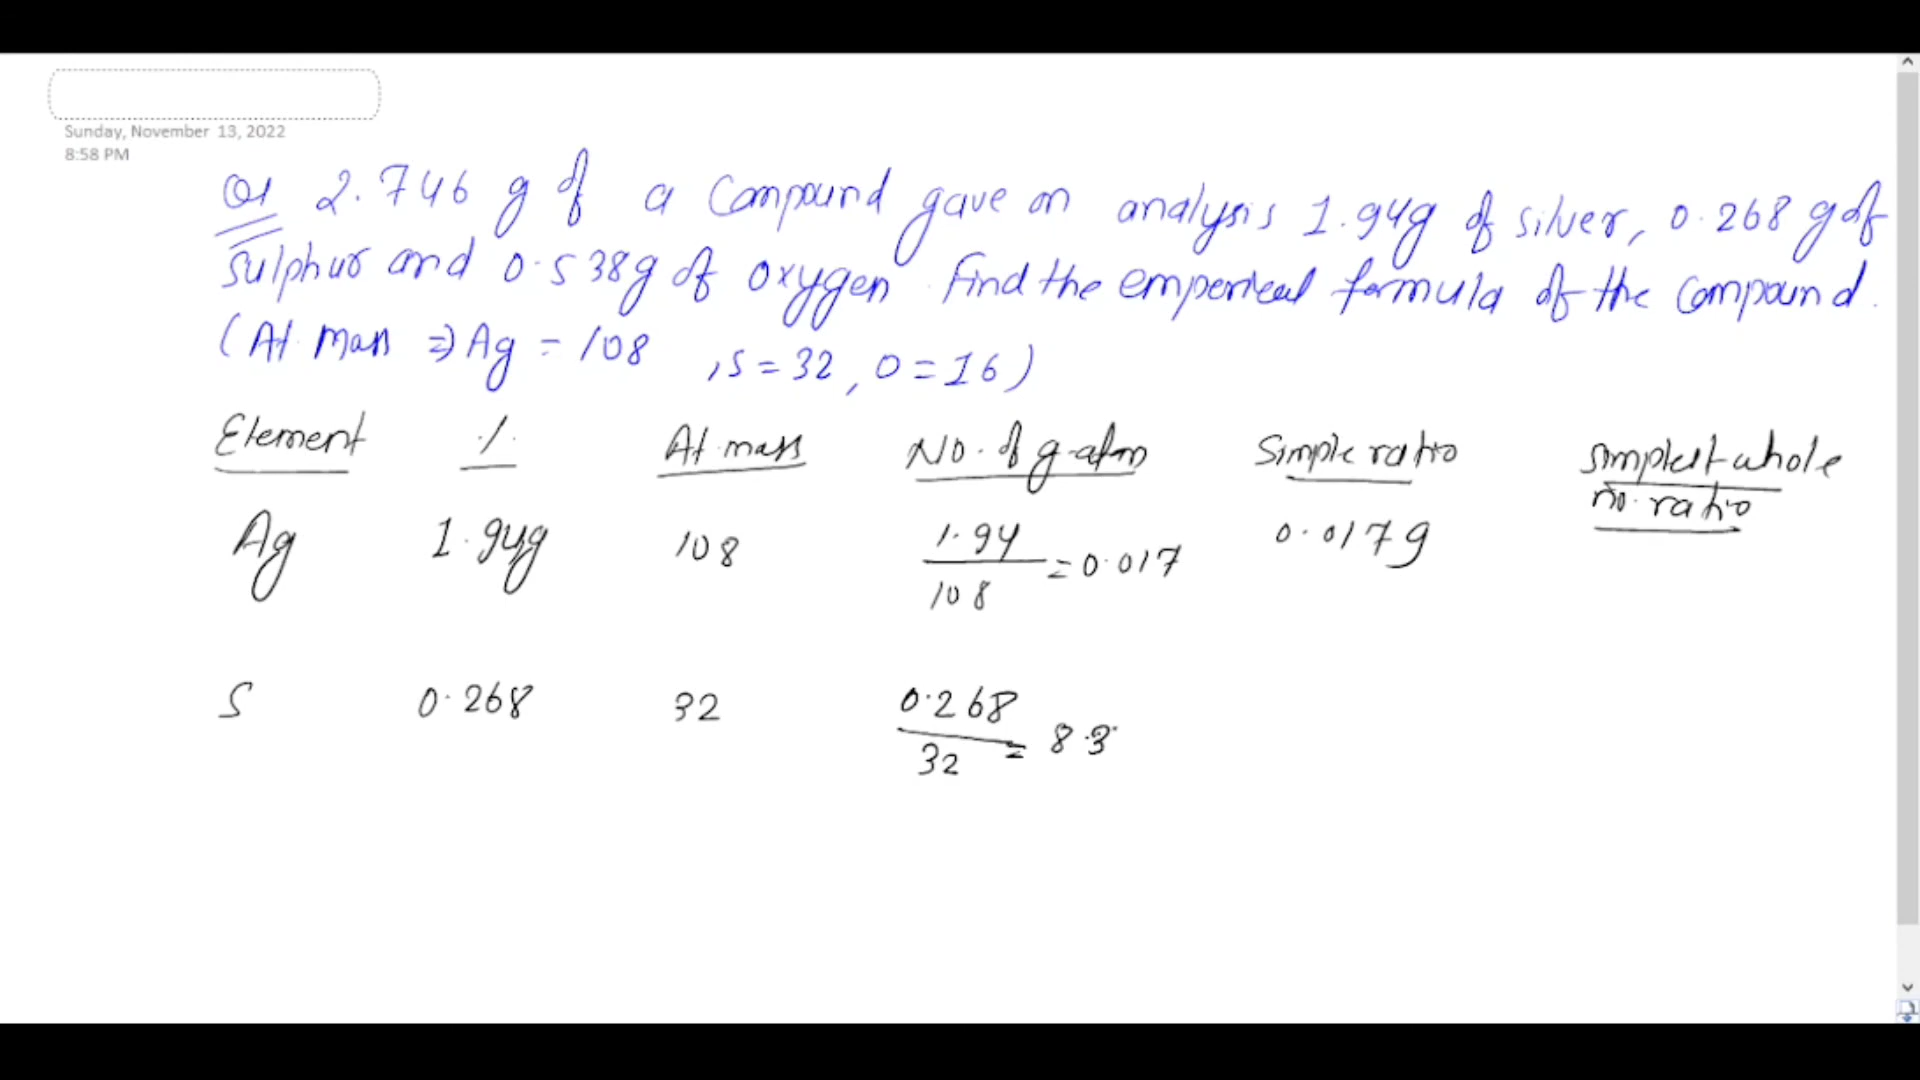 Sunday, November 13, 2022
8:58 PM
Q1 2.746 g of a compound gave on analysis 1.94g of silver, 0.268 g of
sulphur and 0.538g of oxygen. Find the emperical formula of the compound.
(At. Mass ⇒ Ag = 108 , S = 32, O = 16)
Element % At. mass No. of g-atom Simple ratio Simplest whole
no. ratio
Ag 1.94g 108 1.94/108 = 0.017 0.0179
S 0.268 32 0.268/32 = 8.3